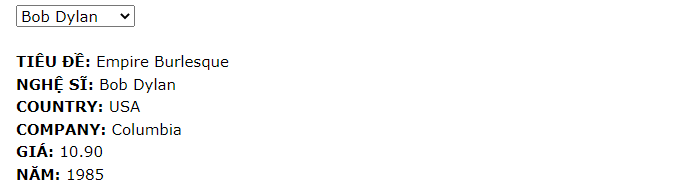 Bob Dylan
TIÊU ĐỀ: Empire Burlesque
NGHỆ SĨ: Bob Dylan
COUNTRY: USA
COMPANY: Columbia
GIÁ: 10.90
NĂM: 1985